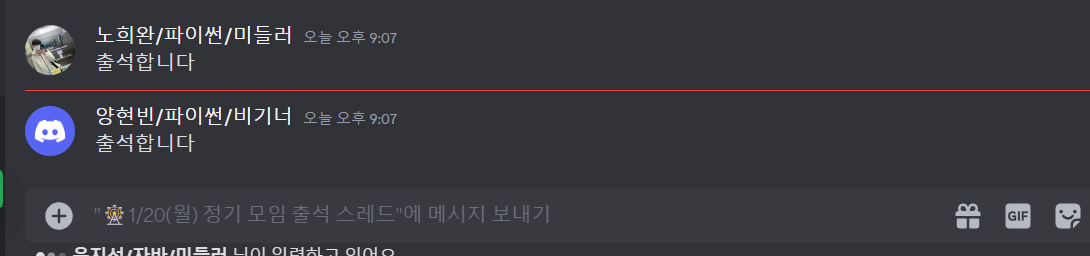 노희완/파이썬/미들러 오늘 오후 9:07
출석합니다
양현빈/파이썬/비기너 오늘 오후 9:07
출석합니다
"🎡1/20(월) 정기 모임 출석 스레드"에 메시지 보내기
GIF
님이 입력하고 있어요